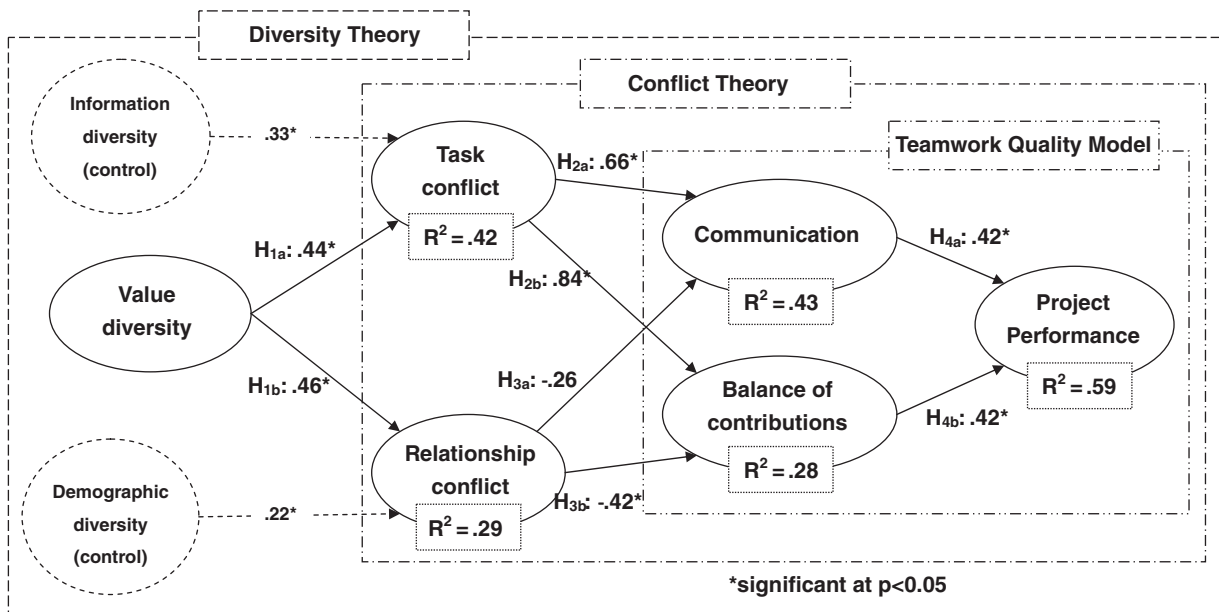 Diversity Theory
Conflict Theory
Teamwork Quality Model
Information
diversity
(control)
.33*
Task
conflict
R² = .42
H2a: .66*
Communication
R² = .43
H4a: .42*
H1a: .44*
H2b: .84*
Value
diversity
Project
Performance
R² = .59
H1b: .46*
H3a: -.26
Balance of
contributions
R² = .28
H4b: .42*
Relationship
conflict
R² = .29
H3b: -.42*
Demographic
diversity
(control)
.22*
*significant at p<0.05